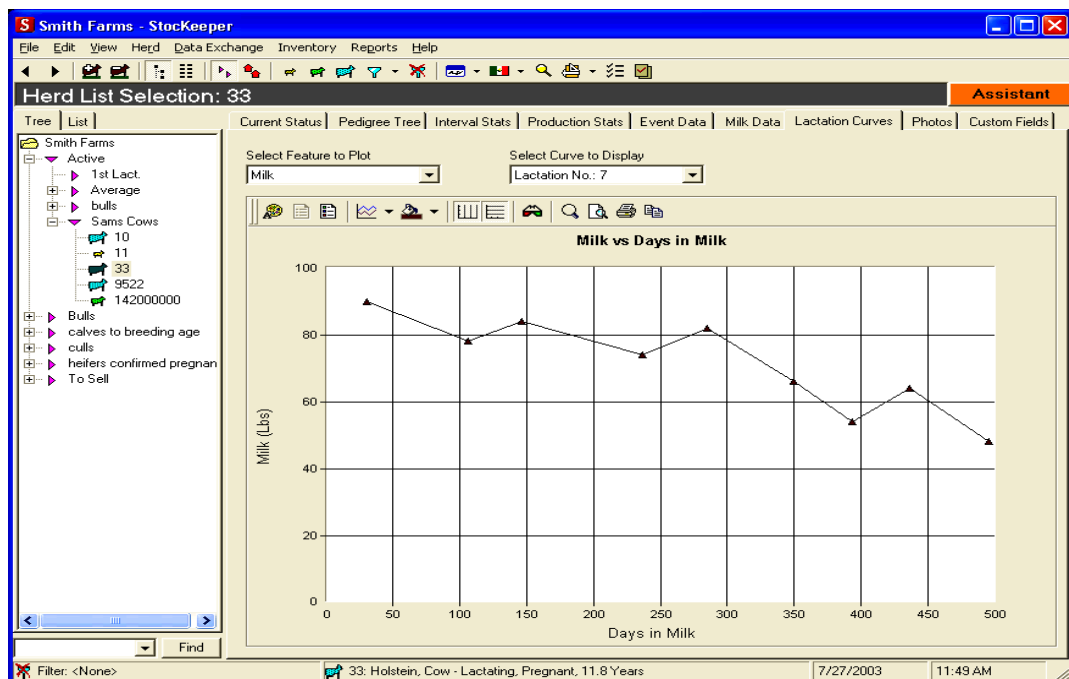 Smith Farms - StocKeeper
File Edit View Herd Data Exchange Inventory Reports Help
Herd List Selection: 33
Assistant
Tree List
Current Status Pedigree Tree Interval Stats Production Stats Event Data Milk Data Lactation Curves Photos Custom Fields
Smith Farms
Active
1st Lact.
Average
bulls
Sams Cows
10
11
33
9522
142000000
Bulls
calves to breeding age
culls
heifers confirmed pregnan
To Sell
Find
Select Feature to Plot
Milk
Select Curve to Display
Lactation No.: 7
Milk vs Days in Milk
Milk (Lbs)
100
80
60
40
20
0
0 50 100 150 200 250 300 350 400 450 500
Days in Milk
Filter: <None>
33: Holstein, Cow - Lactating, Pregnant, 11.8 Years
7/27/2003
11:49 AM